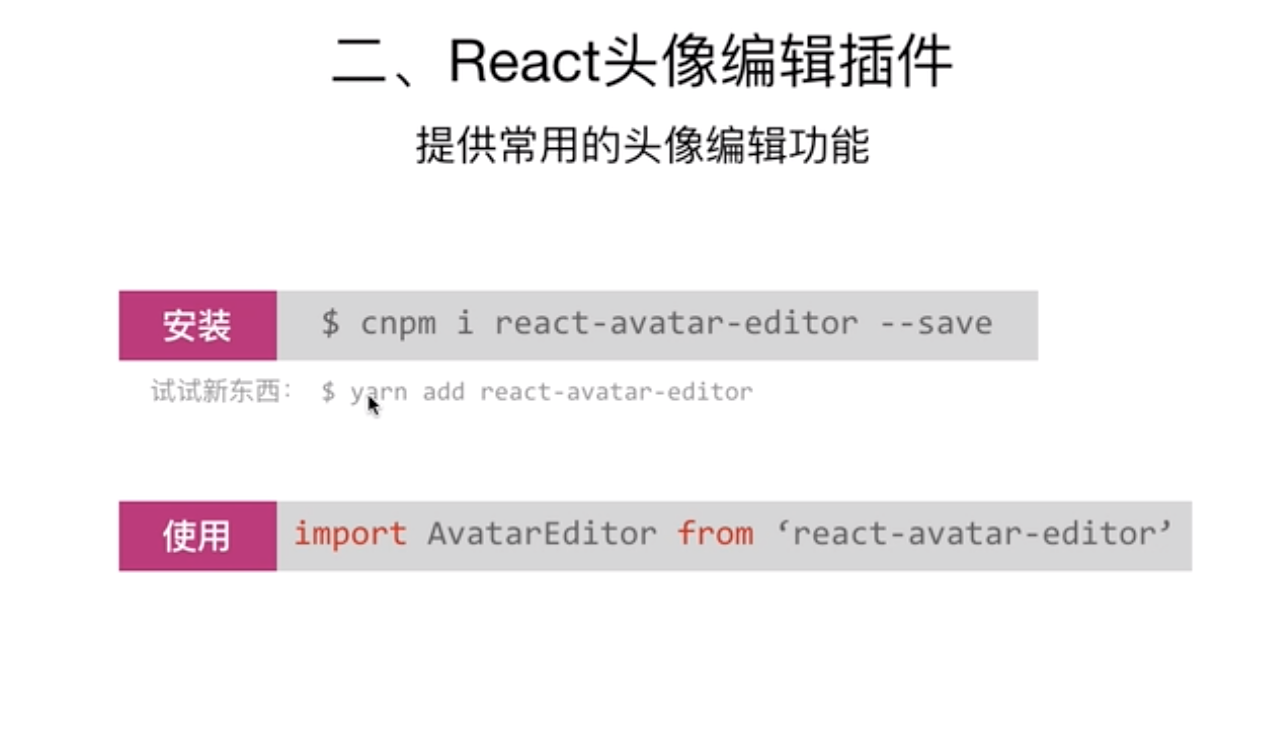 二、React头像编辑插件
提供常用的头像编辑功能
安装 $ cnpm i react-avatar-editor --save
试试新东西： $ yarn add react-avatar-editor
使用 import AvatarEditor from ‘react-avatar-editor’